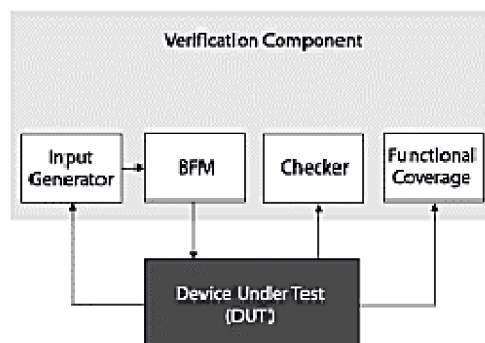 Verification Component
Input
Generator
BFM
Checker
Functional
Coverage
Device Under Test
(DUT)